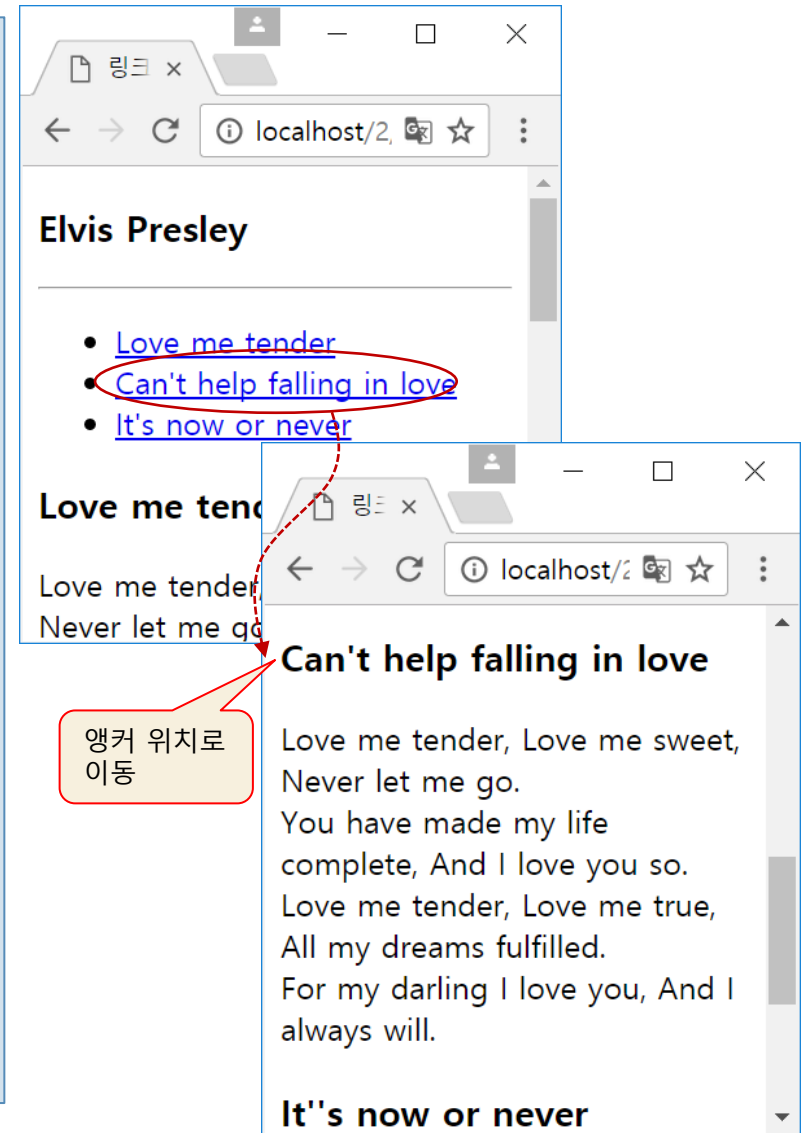 링크
localhost/2,
Elvis Presley
Love me tender
Can't help falling in love
It's now or never
Love me
Love me tender,
Never let me
링
localhost/2
Can't help falling in love
앵커 위치로
이동
Love me tender, Love me sweet,
Never let me go.
You have made my life
complete, And I love you so.
Love me tender, Love me true,
All my dreams fulfilled.
For my darling I love you, And I
always will.
It''s now or never